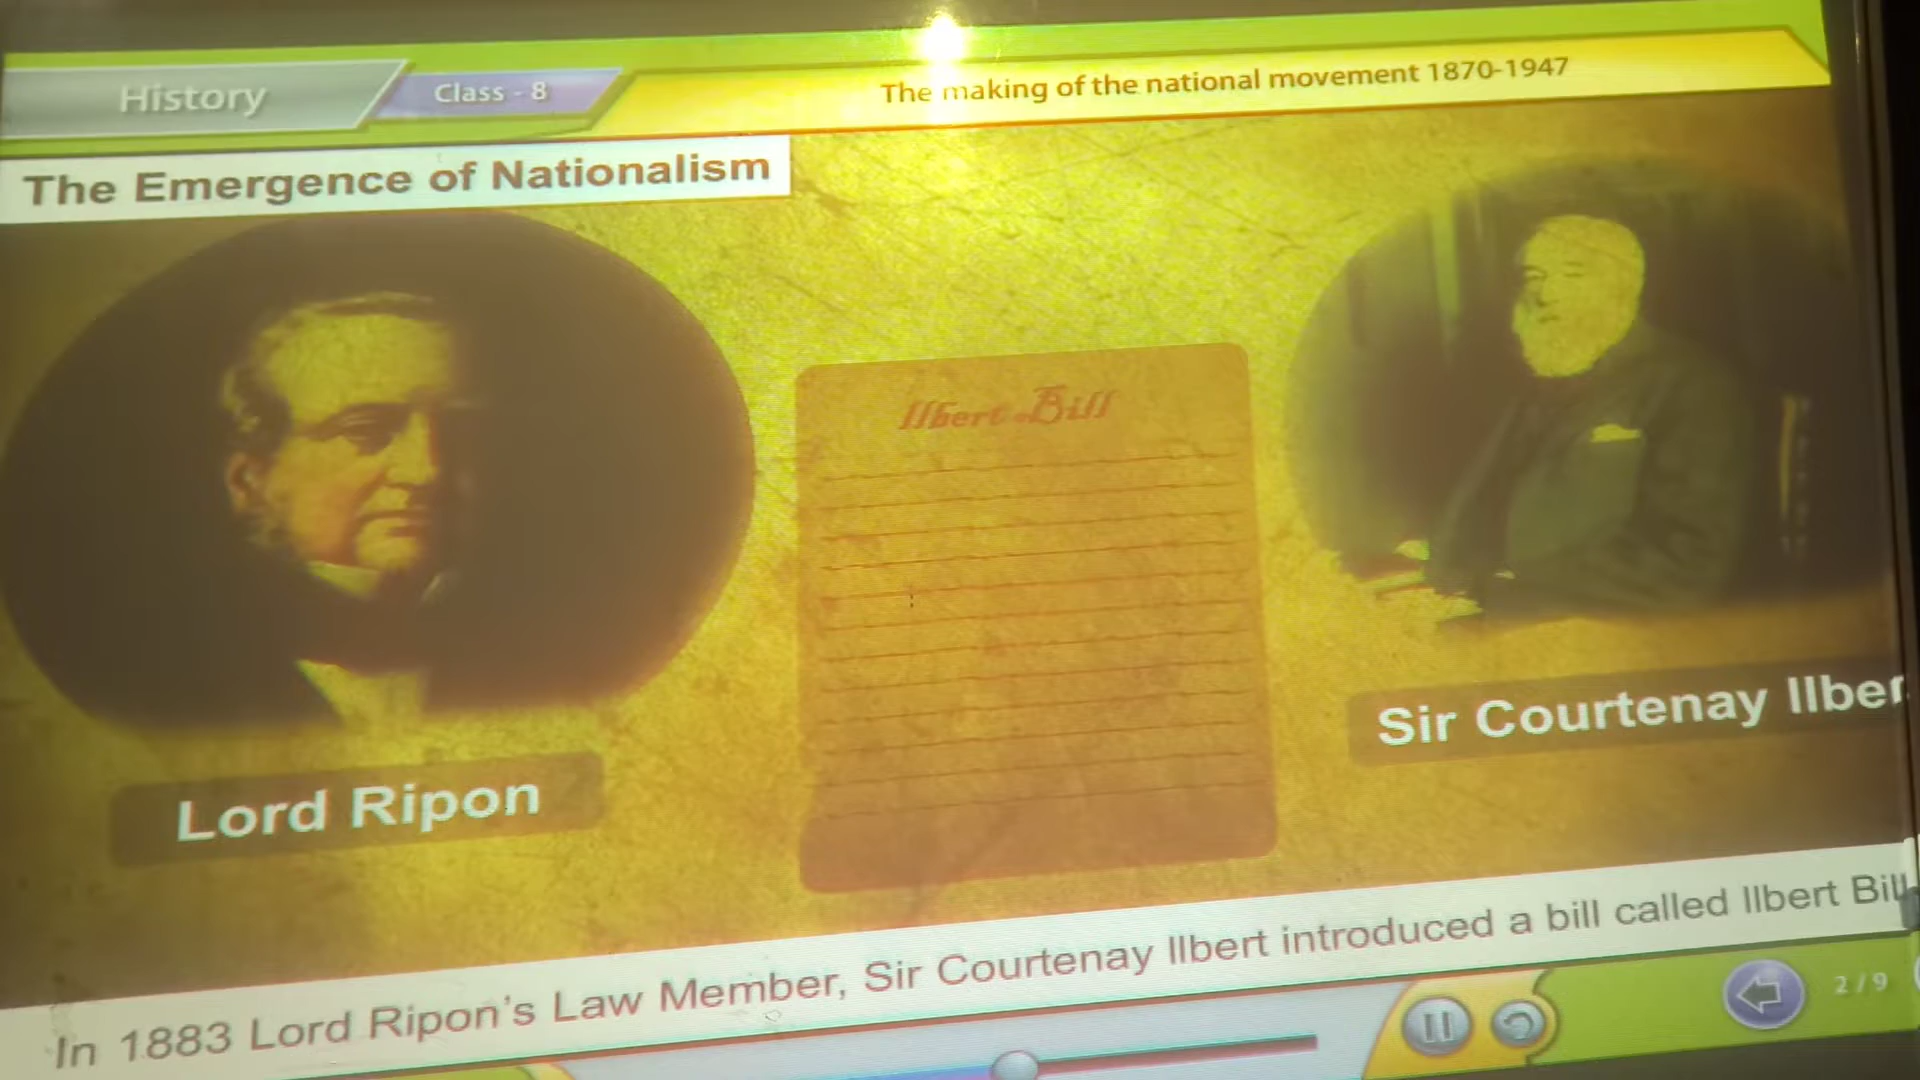 History
Class - 8
The making of the national movement 1870-1947
The Emergence of Nationalism
Ilbert Bill
Lord Ripon
Sir Courtenay Ilber
In 1883 Lord Ripon's Law Member, Sir Courtenay Ilbert introduced a bill called Ilbert Bill
2 / 9